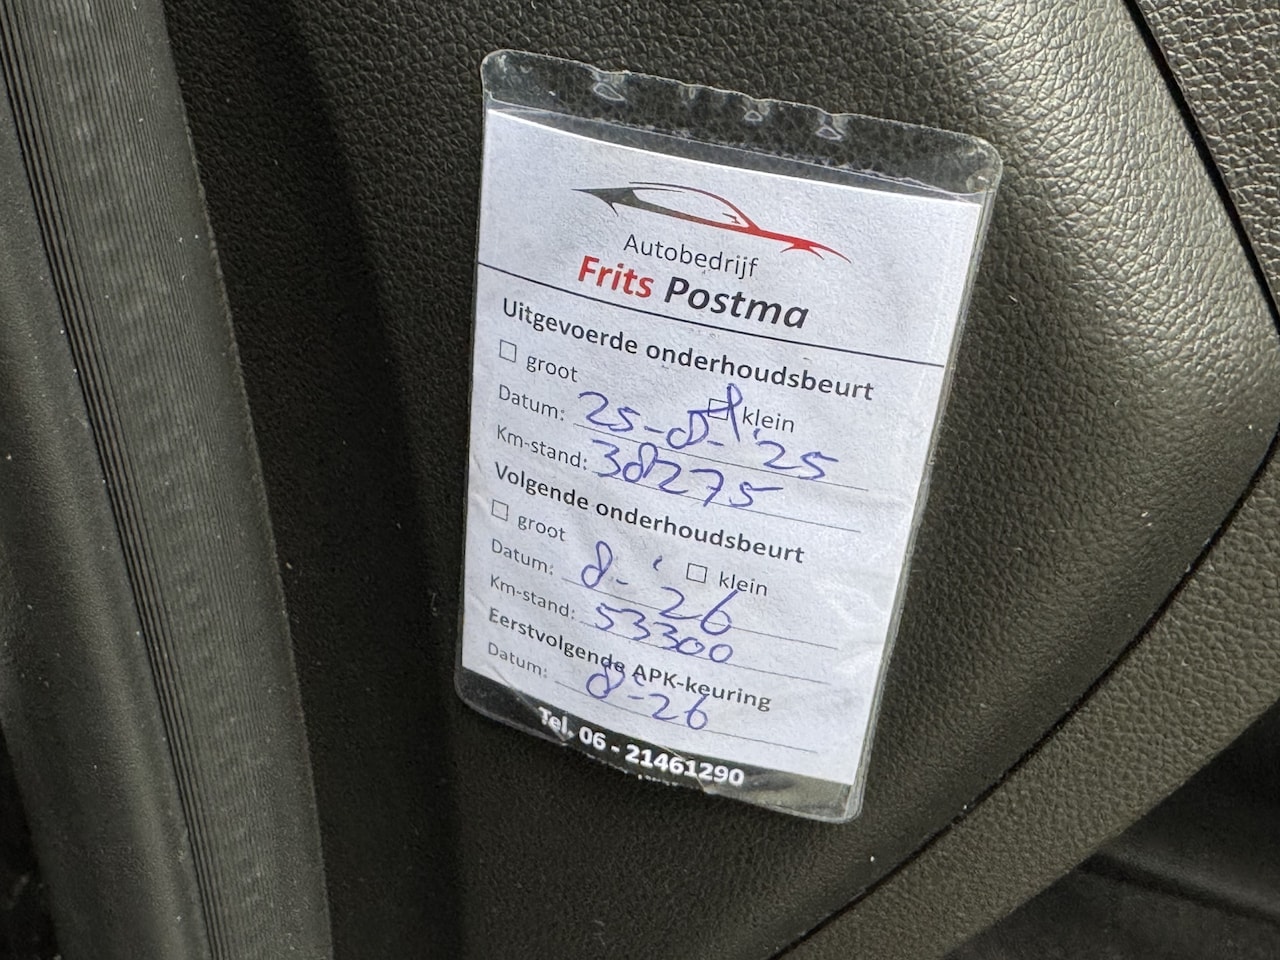 Autobedrijf
Frits Postma
Uitgevoerde onderhoudsbeurt
groot klein
Datum: 25-8-'25
Km-stand: 38275
Volgende onderhoudsbeurt
groot klein
Datum: 8-'26
Km-stand: 53300
Eerstvolgende APK-keuring
Datum: 8-'26
Tel. 06 - 21461290